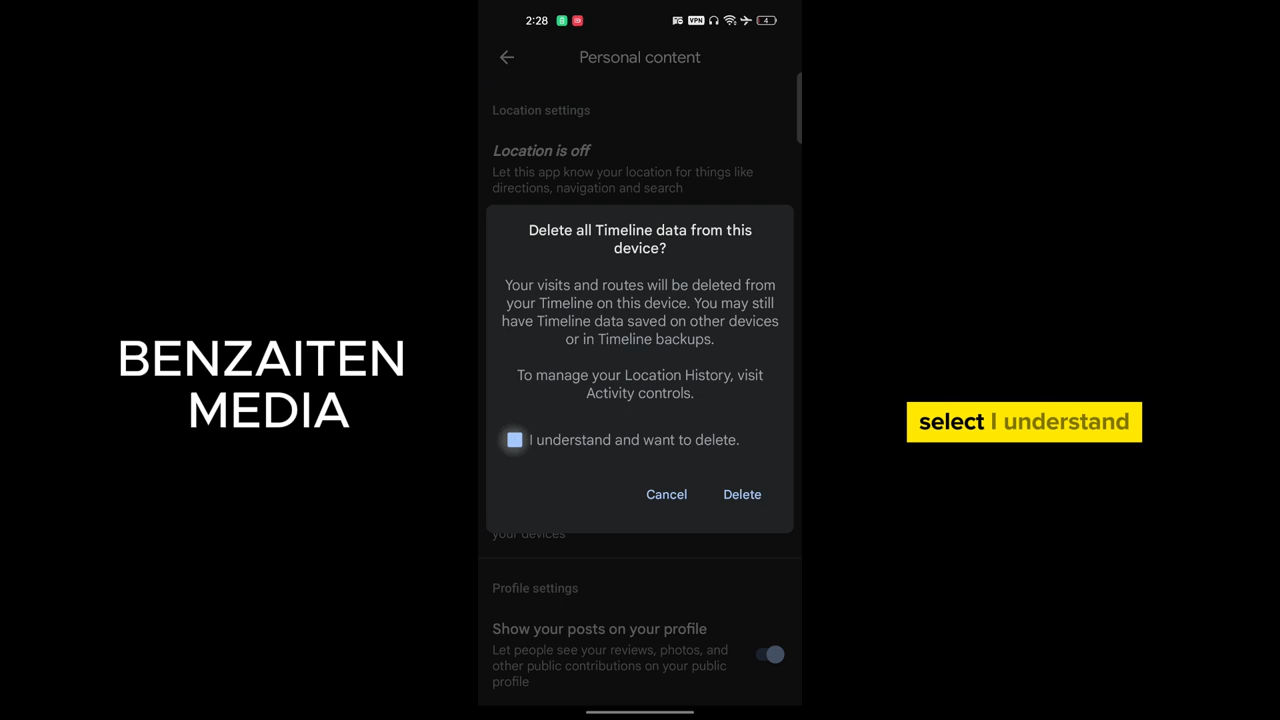 2:28
VPN
4
Personal content
Location settings
Location is off
Let this app know your location for things like
directions, navigation and search
Delete all Timeline data from this
device?
Your visits and routes will be deleted from
your Timeline on this device. You may still
have Timeline data saved on other devices
or in Timeline backups.
To manage your Location History, visit
Activity controls.
I understand and want to delete.
Cancel Delete
your devices
Profile settings
Show your posts on your profile
Let people see your reviews, photos, and
other public contributions on your public
profile
BENZAITEN
MEDIA
select I understand